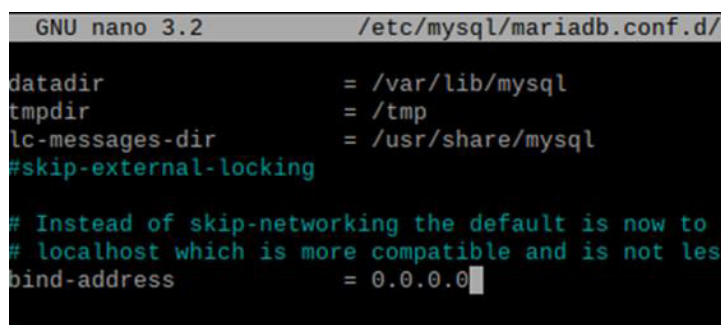 GNU nano 3.2 /etc/mysql/mariadb.conf.d/
datadir = /var/lib/mysql
tmpdir = /tmp
lc-messages-dir = /usr/share/mysql
#skip-external-locking
# Instead of skip-networking the default is now to
# localhost which is more compatible and is not les
bind-address = 0.0.0.0